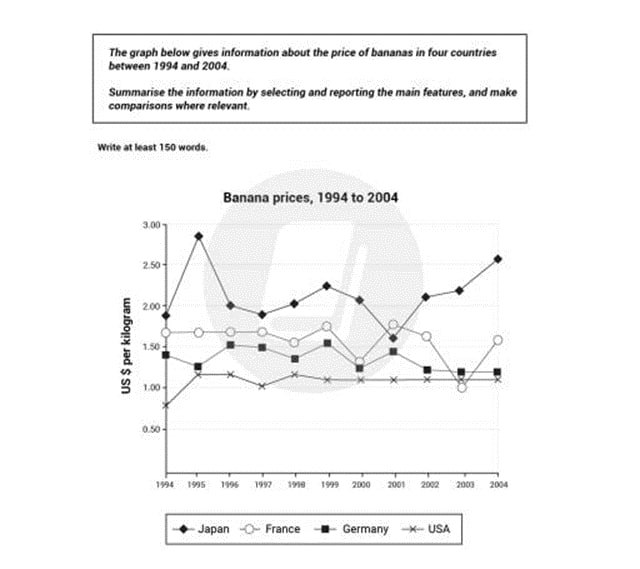 The graph below gives information about the price of bananas in four countries
between 1994 and 2004.
Summarise the information by selecting and reporting the main features, and make
comparisons where relevant.
Write at least 150 words.
Banana prices, 1994 to 2004
US $ per kilogram
3.00
2.50
2.00
1.50
1.00
0.50
1994 1995 1996 1997 1998 1999 2000 2001 2002 2003 2004
Japan France Germany USA